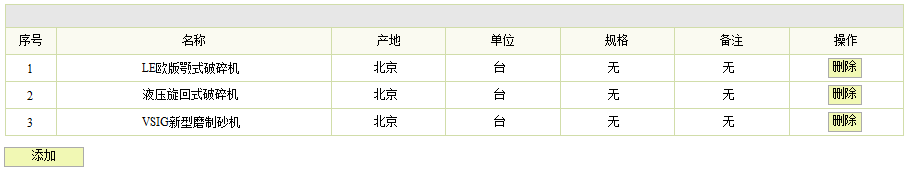 序号 名称 产地 单位 规格 备注 操作
1 LE欧版颚式破碎机 北京 台 无 无 删除
2 液压旋回式破碎机 北京 台 无 无 删除
3 VSIG新型磨制砂机 北京 台 无 无 删除
添加